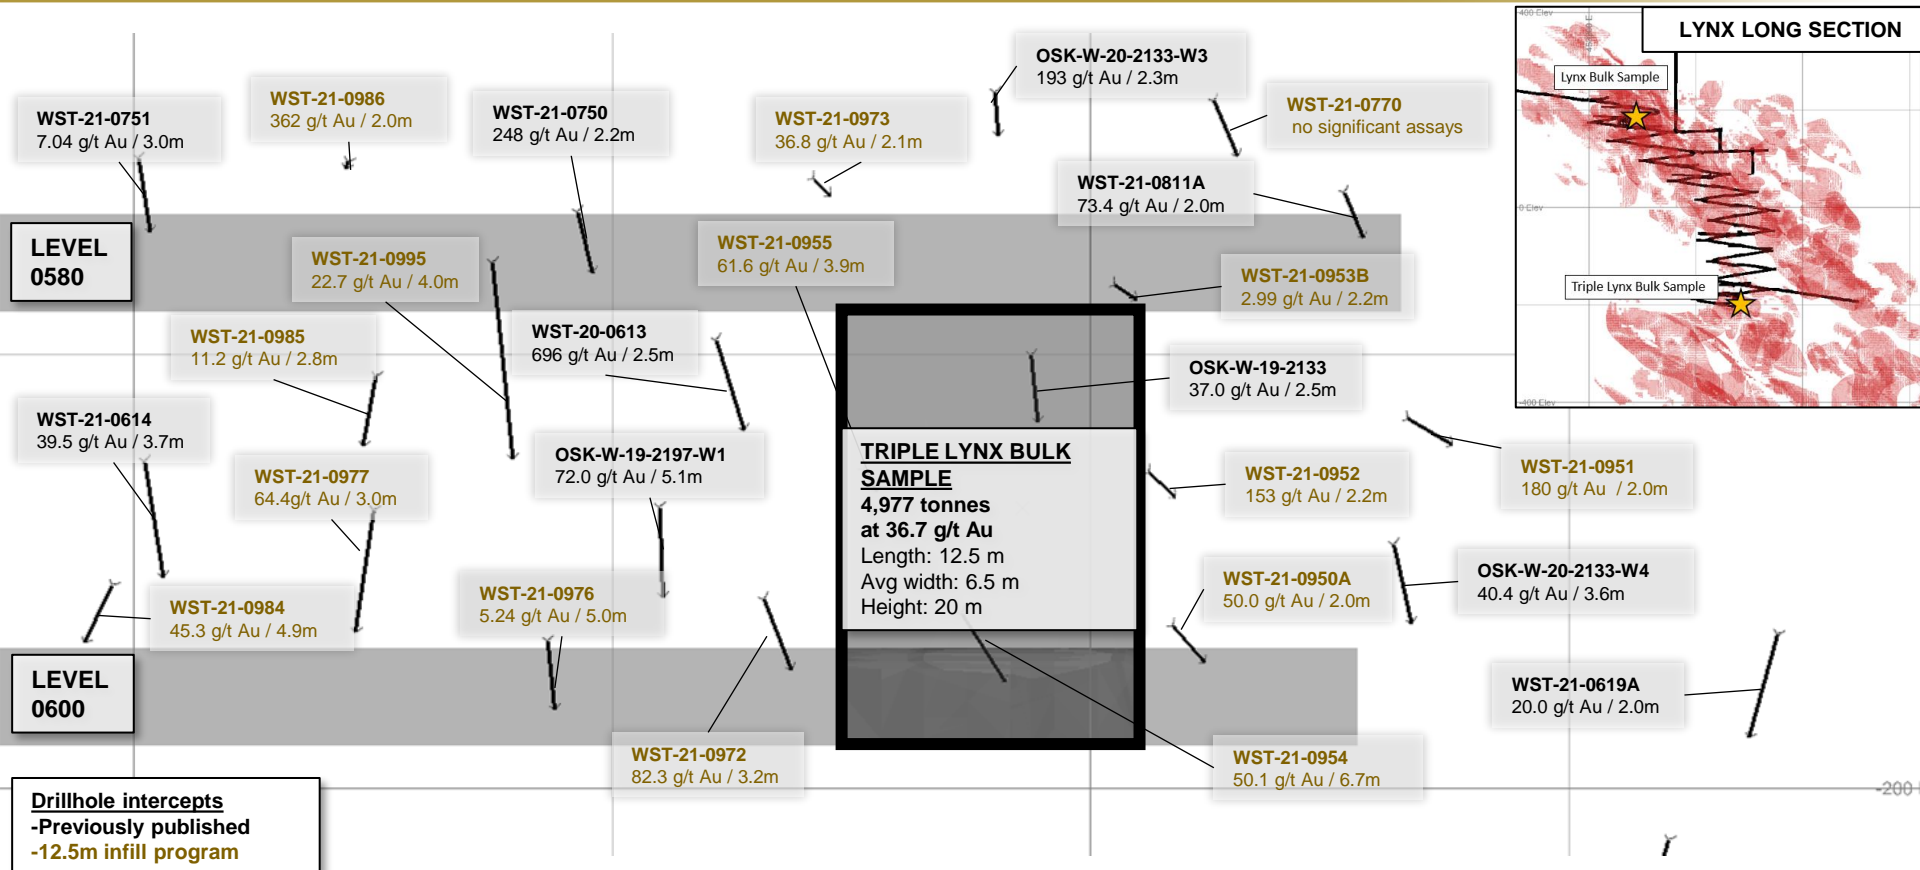 LYNX LONG SECTION
400 Elev
Lynx Bulk Sample
0 Elev
Triple Lynx Bulk Sample
-400 Elev
OSK-W-20-2133-W3
193 g/t Au / 2.3m
WST-21-0986
362 g/t Au / 2.0m
WST-21-0751
7.04 g/t Au / 3.0m
WST-21-0750
248 g/t Au / 2.2m
WST-21-0973
36.8 g/t Au / 2.1m
WST-21-0770
no significant assays
WST-21-0811A
73.4 g/t Au / 2.0m
LEVEL
0580
WST-21-0995
22.7 g/t Au / 4.0m
WST-21-0955
61.6 g/t Au / 3.9m
WST-21-0953B
2.99 g/t Au / 2.2m
WST-21-0985
11.2 g/t Au / 2.8m
WST-20-0613
696 g/t Au / 2.5m
OSK-W-19-2133
37.0 g/t Au / 2.5m
WST-21-0614
39.5 g/t Au / 3.7m
WST-21-0977
64.4g/t Au / 3.0m
OSK-W-19-2197-W1
72.0 g/t Au / 5.1m
TRIPLE LYNX BULK
SAMPLE
4,977 tonnes
at 36.7 g/t Au
Length: 12.5 m
Avg width: 6.5 m
Height: 20 m
WST-21-0952
153 g/t Au / 2.2m
WST-21-0951
180 g/t Au / 2.0m
WST-21-0984
45.3 g/t Au / 4.9m
WST-21-0976
5.24 g/t Au / 5.0m
WST-21-0950A
50.0 g/t Au / 2.0m
OSK-W-20-2133-W4
40.4 g/t Au / 3.6m
LEVEL
0600
WST-21-0619A
20.0 g/t Au / 2.0m
WST-21-0972
82.3 g/t Au / 3.2m
WST-21-0954
50.1 g/t Au / 6.7m
-200
Drillhole intercepts
-Previously published
-12.5m infill program